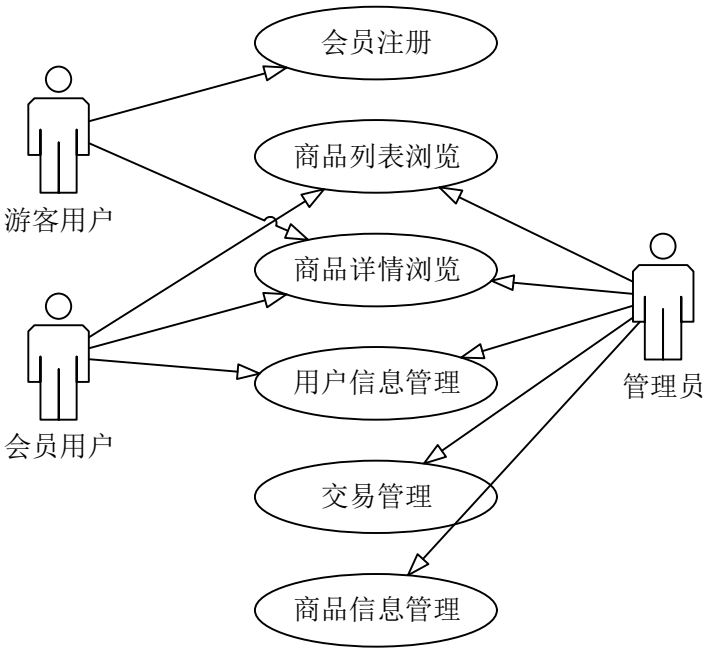 会员注册
商品列表浏览
游客用户
商品详情浏览
用户信息管理
管理员
会员用户
交易管理
商品信息管理